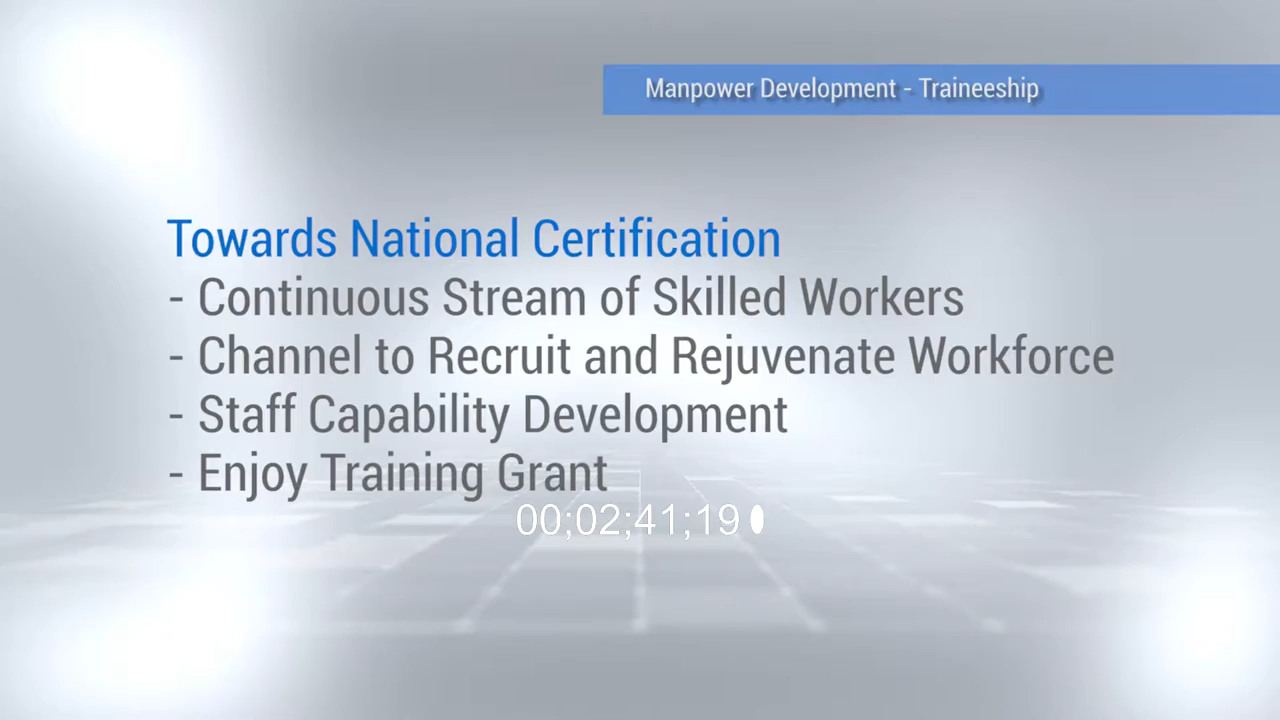 Manpower Development - Traineeship
Towards National Certification
- Continuous Stream of Skilled Workers
- Channel to Recruit and Rejuvenate Workforce
- Staff Capability Development
- Enjoy Training Grant
00;02;41;19